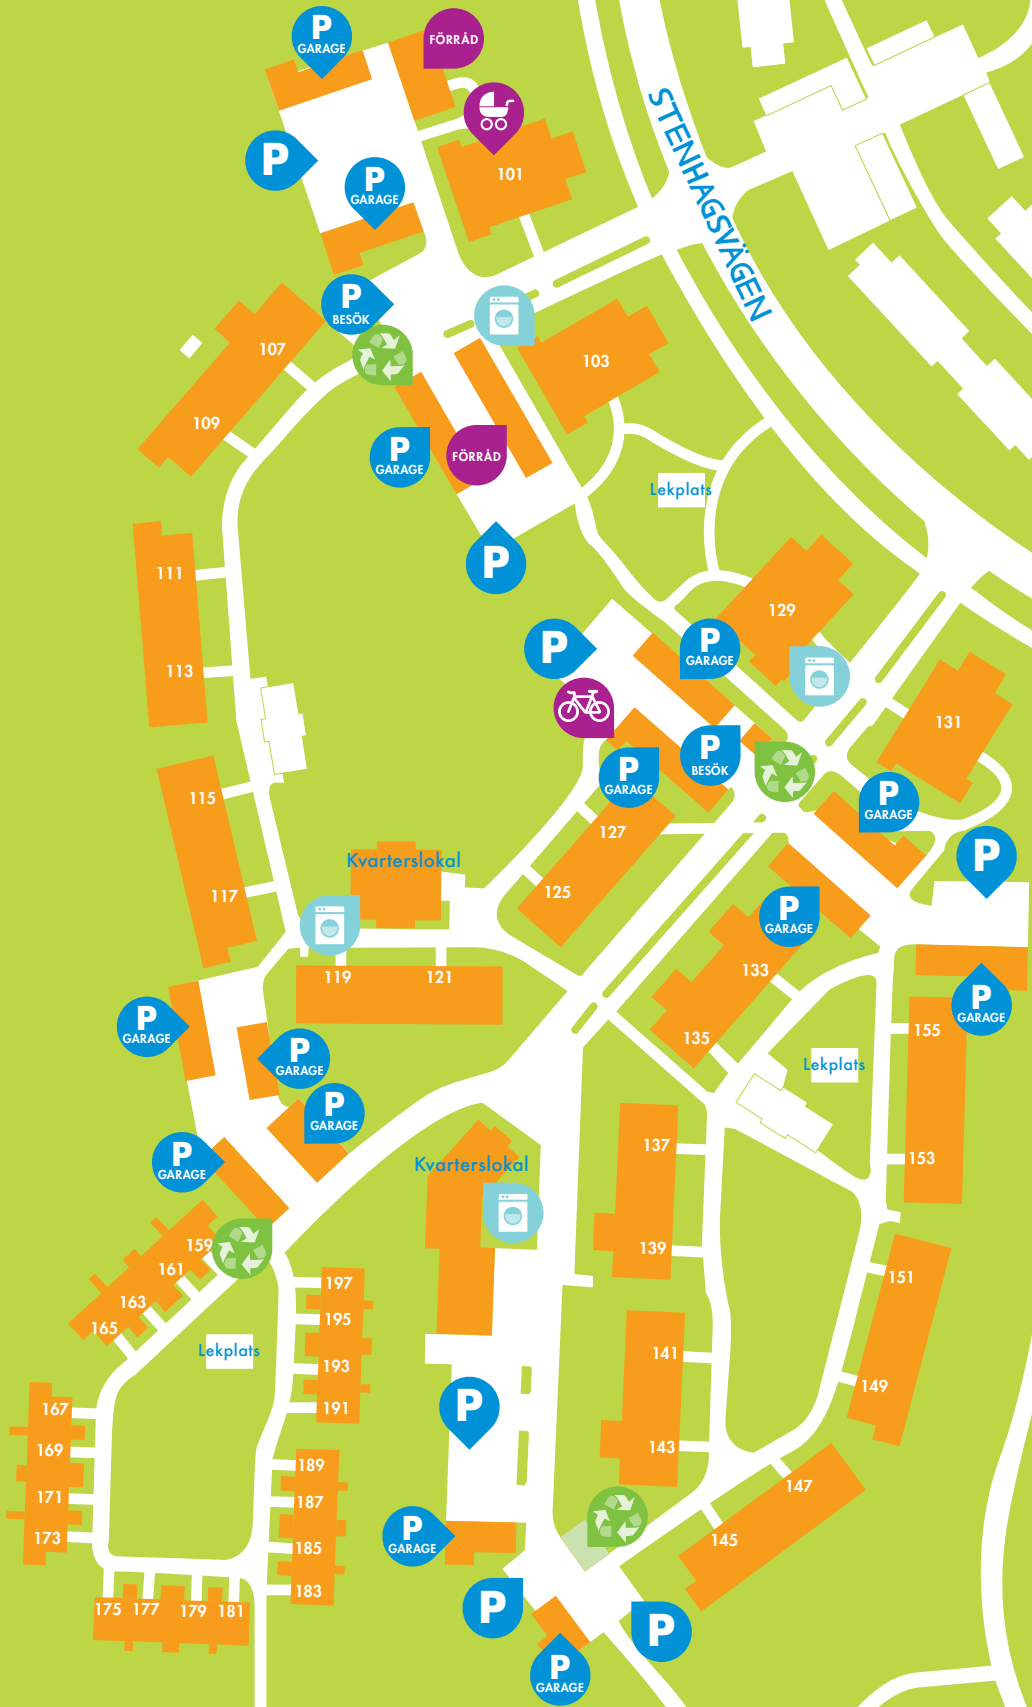 P
GARAGE
FÖRRÅD
STENHAGSVÄGEN
P
101
P
GARAGE
P
BESÖK
107
103
109
P
GARAGE
FÖRRÅD
Lekplats
P
111
129
P
P
GARAGE
113
131
P
BESÖK
P
GARAGE
115
P
GARAGE
127
Kvarterslokal
P
125
117
P
GARAGE
133
119
121
P
GARAGE
P
GARAGE
155
135
P
GARAGE
Lekplats
P
GARAGE
137
153
P
GARAGE
Kvarterslokal
159
139
161
151
197
163
195
165
Lekplats
141
193
149
167
191
P
143
169
189
147
171
187
173
P
GARAGE
145
185
183
175
177
179
181
P
P
P
GARAGE